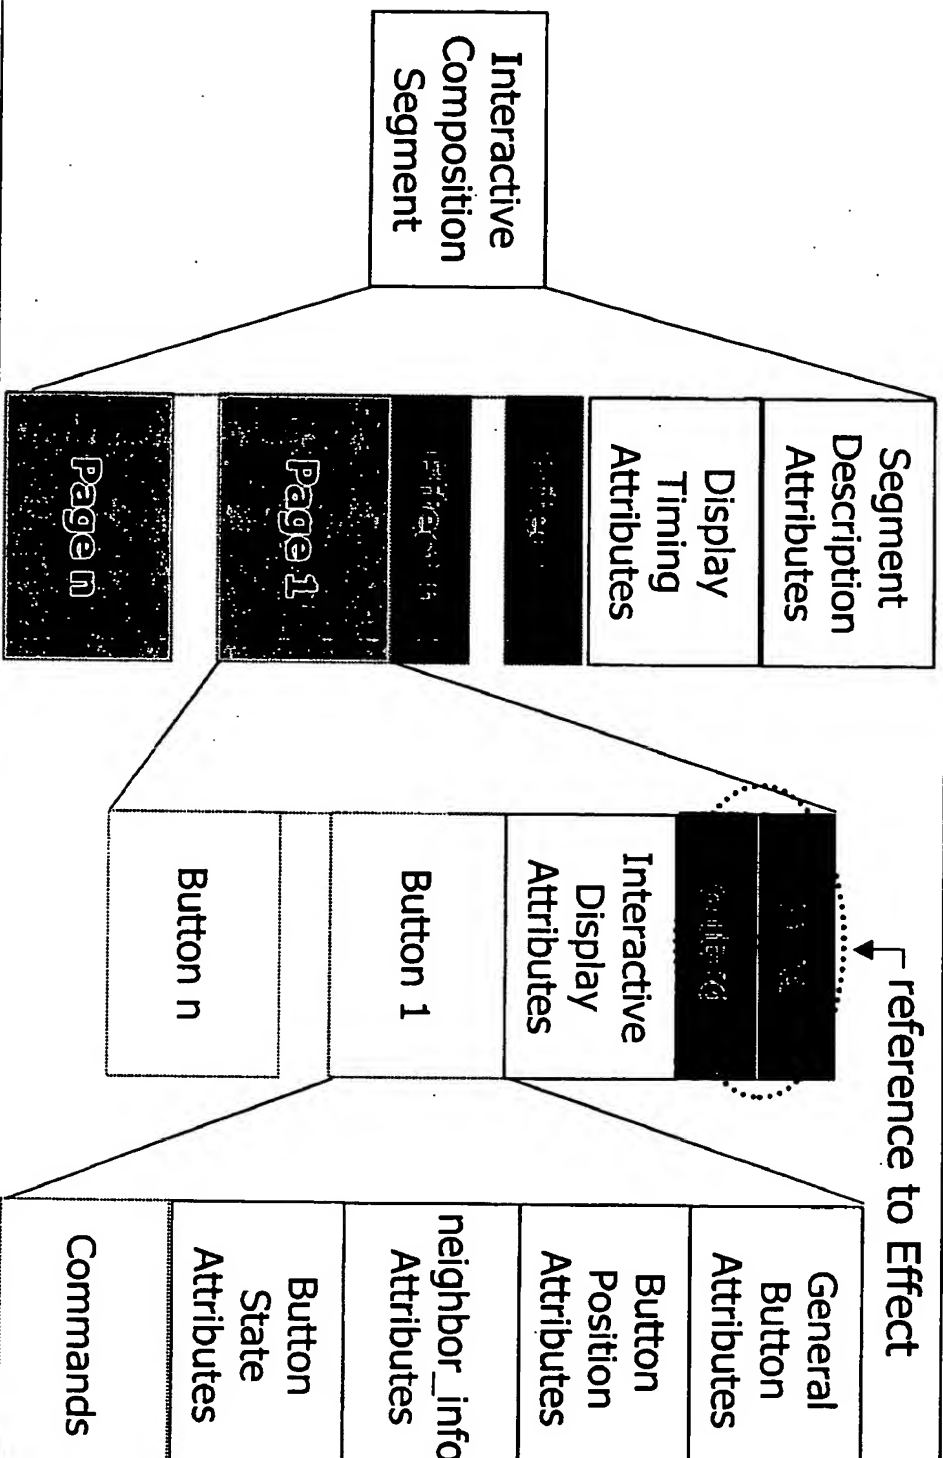 Interactive
Composition
Segment
Segment
Description
Attributes
Display
Timing
Attributes
Page 1
Page n
reference to Effect
Interactive
Display
Attributes
Button 1
Button n
General
Button
Attributes
Button
Position
Attributes
neighbor_info
Attributes
Button
State
Attributes
Commands